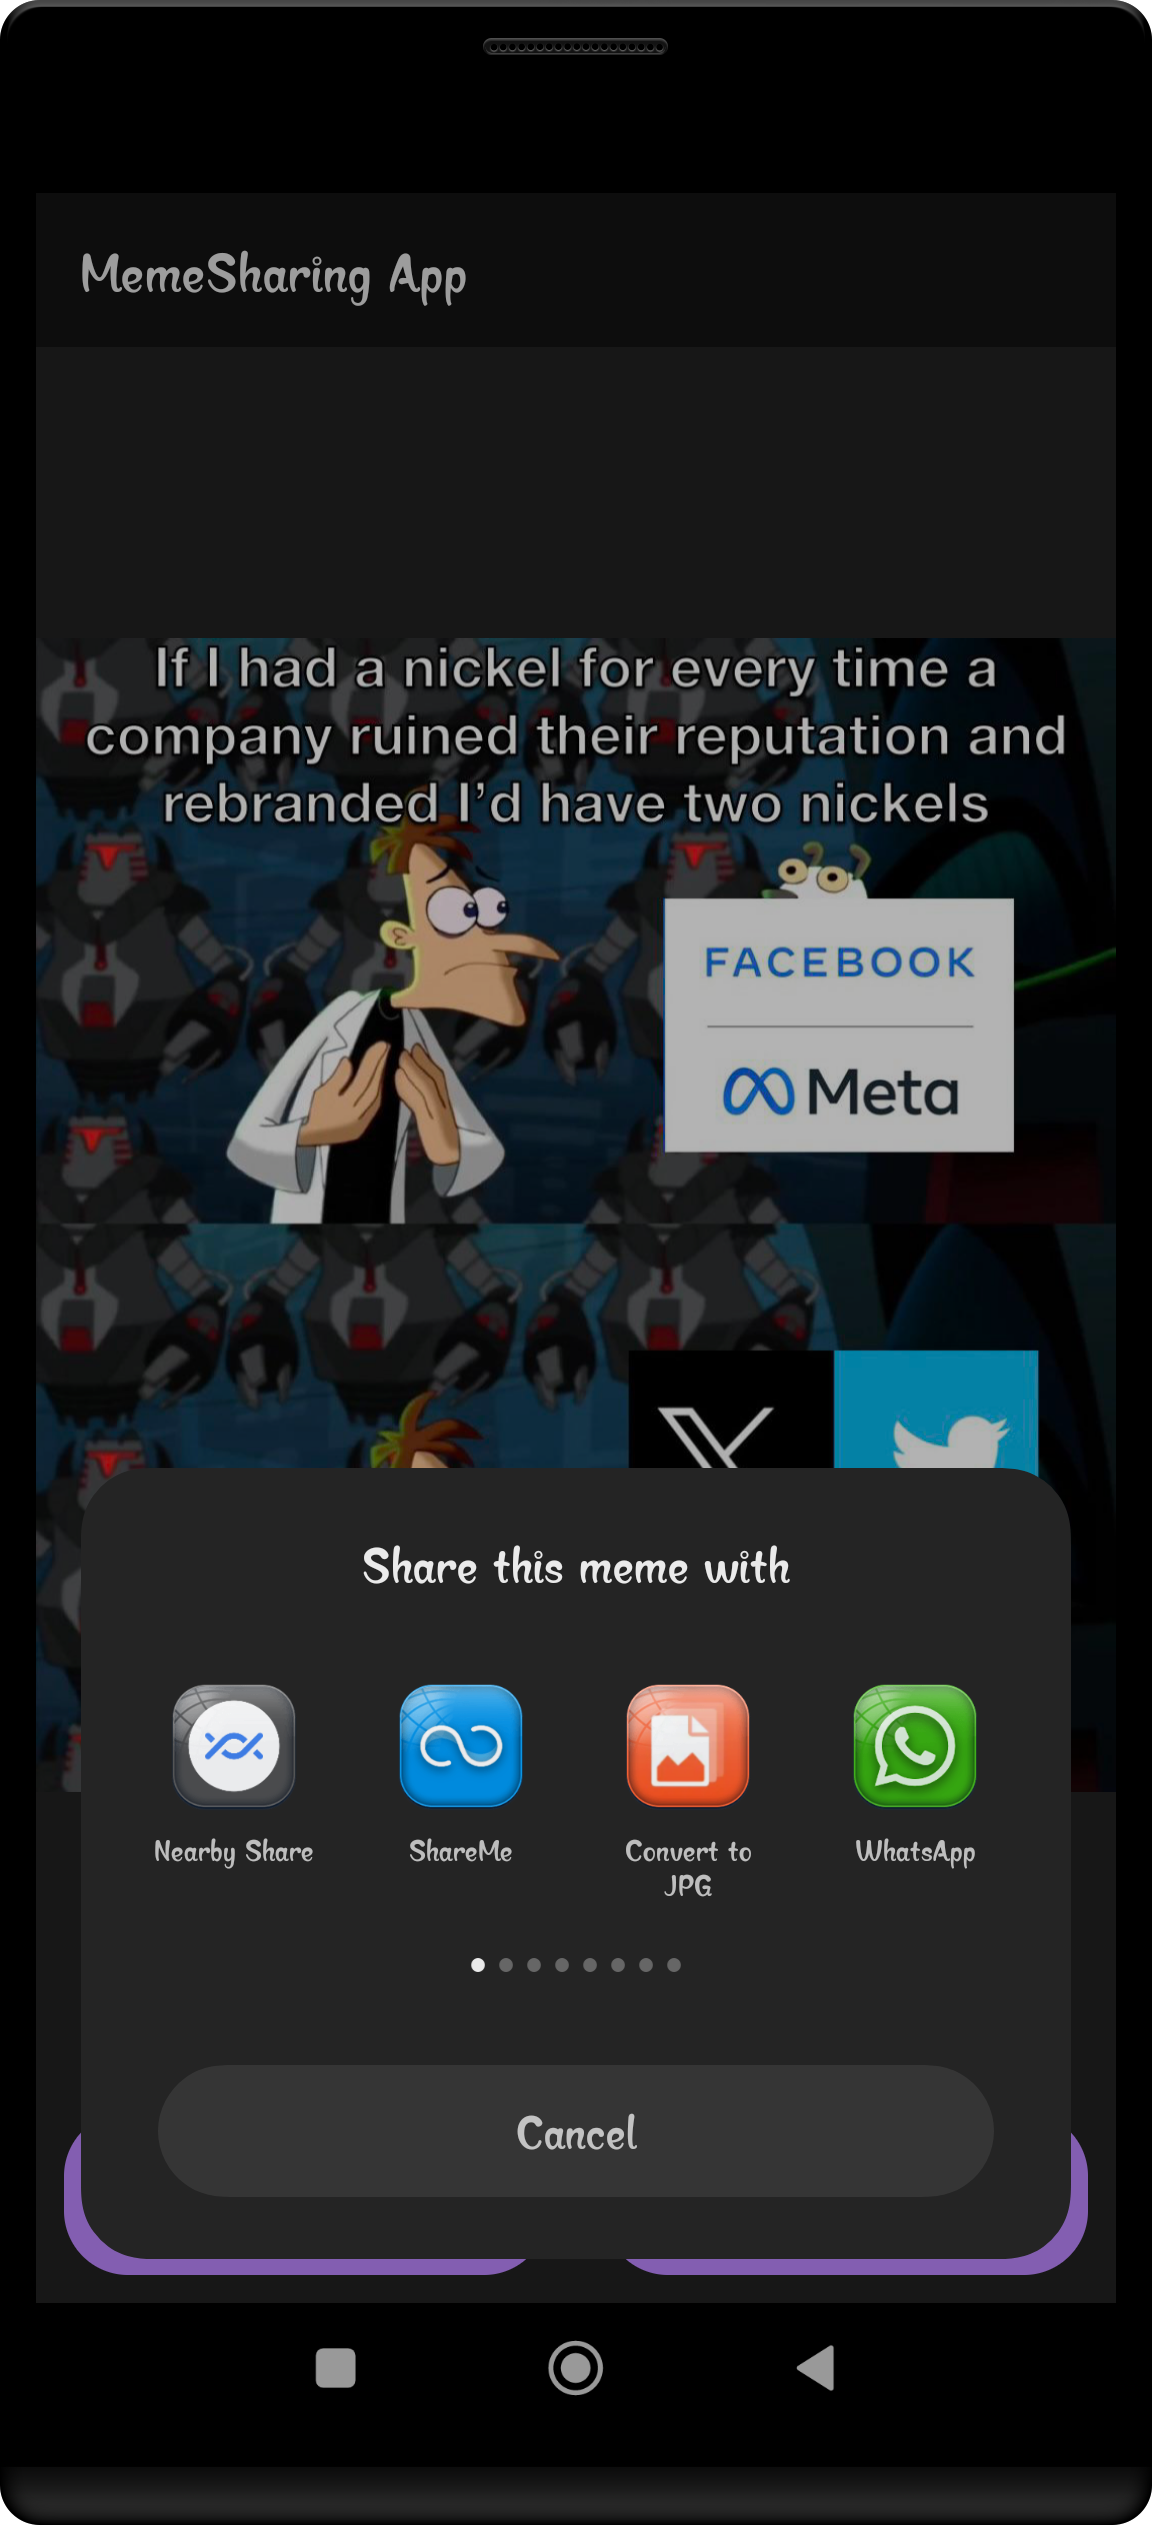 MemeSharing App
If I had a nickel for every time a
company ruined their reputation and
rebranded I’d have two nickels
FACEBOOK
Meta
Share this meme with
Nearby Share
ShareMe
Convert to
JPG
WhatsApp
Cancel